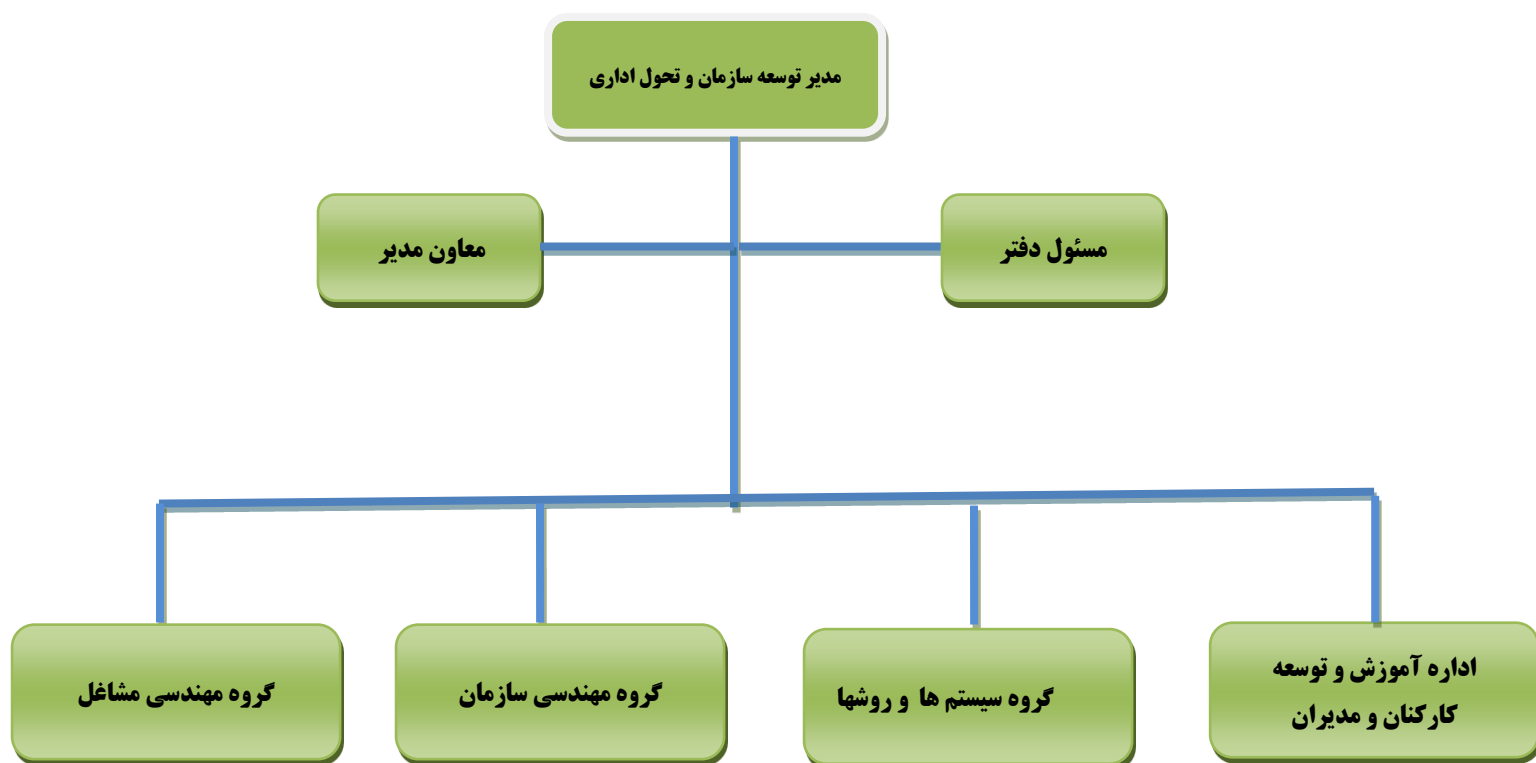 مدیر توسعه سازمان و تحول اداری
مسئول دفتر
معاون مدیر
اداره آموزش و توسعه
کارکنان و مدیران
گروه سیستم ها و روشها
گروه مهندسی سازمان
گروه مهندسی مشاغل